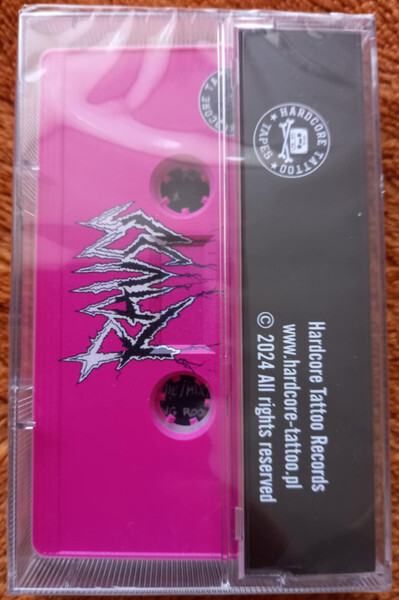 HARDCORE TATTOO
TAPES
Hardcore Tattoo Records
www.hardcore-tattoo.pl
© 2024 All rights reserved